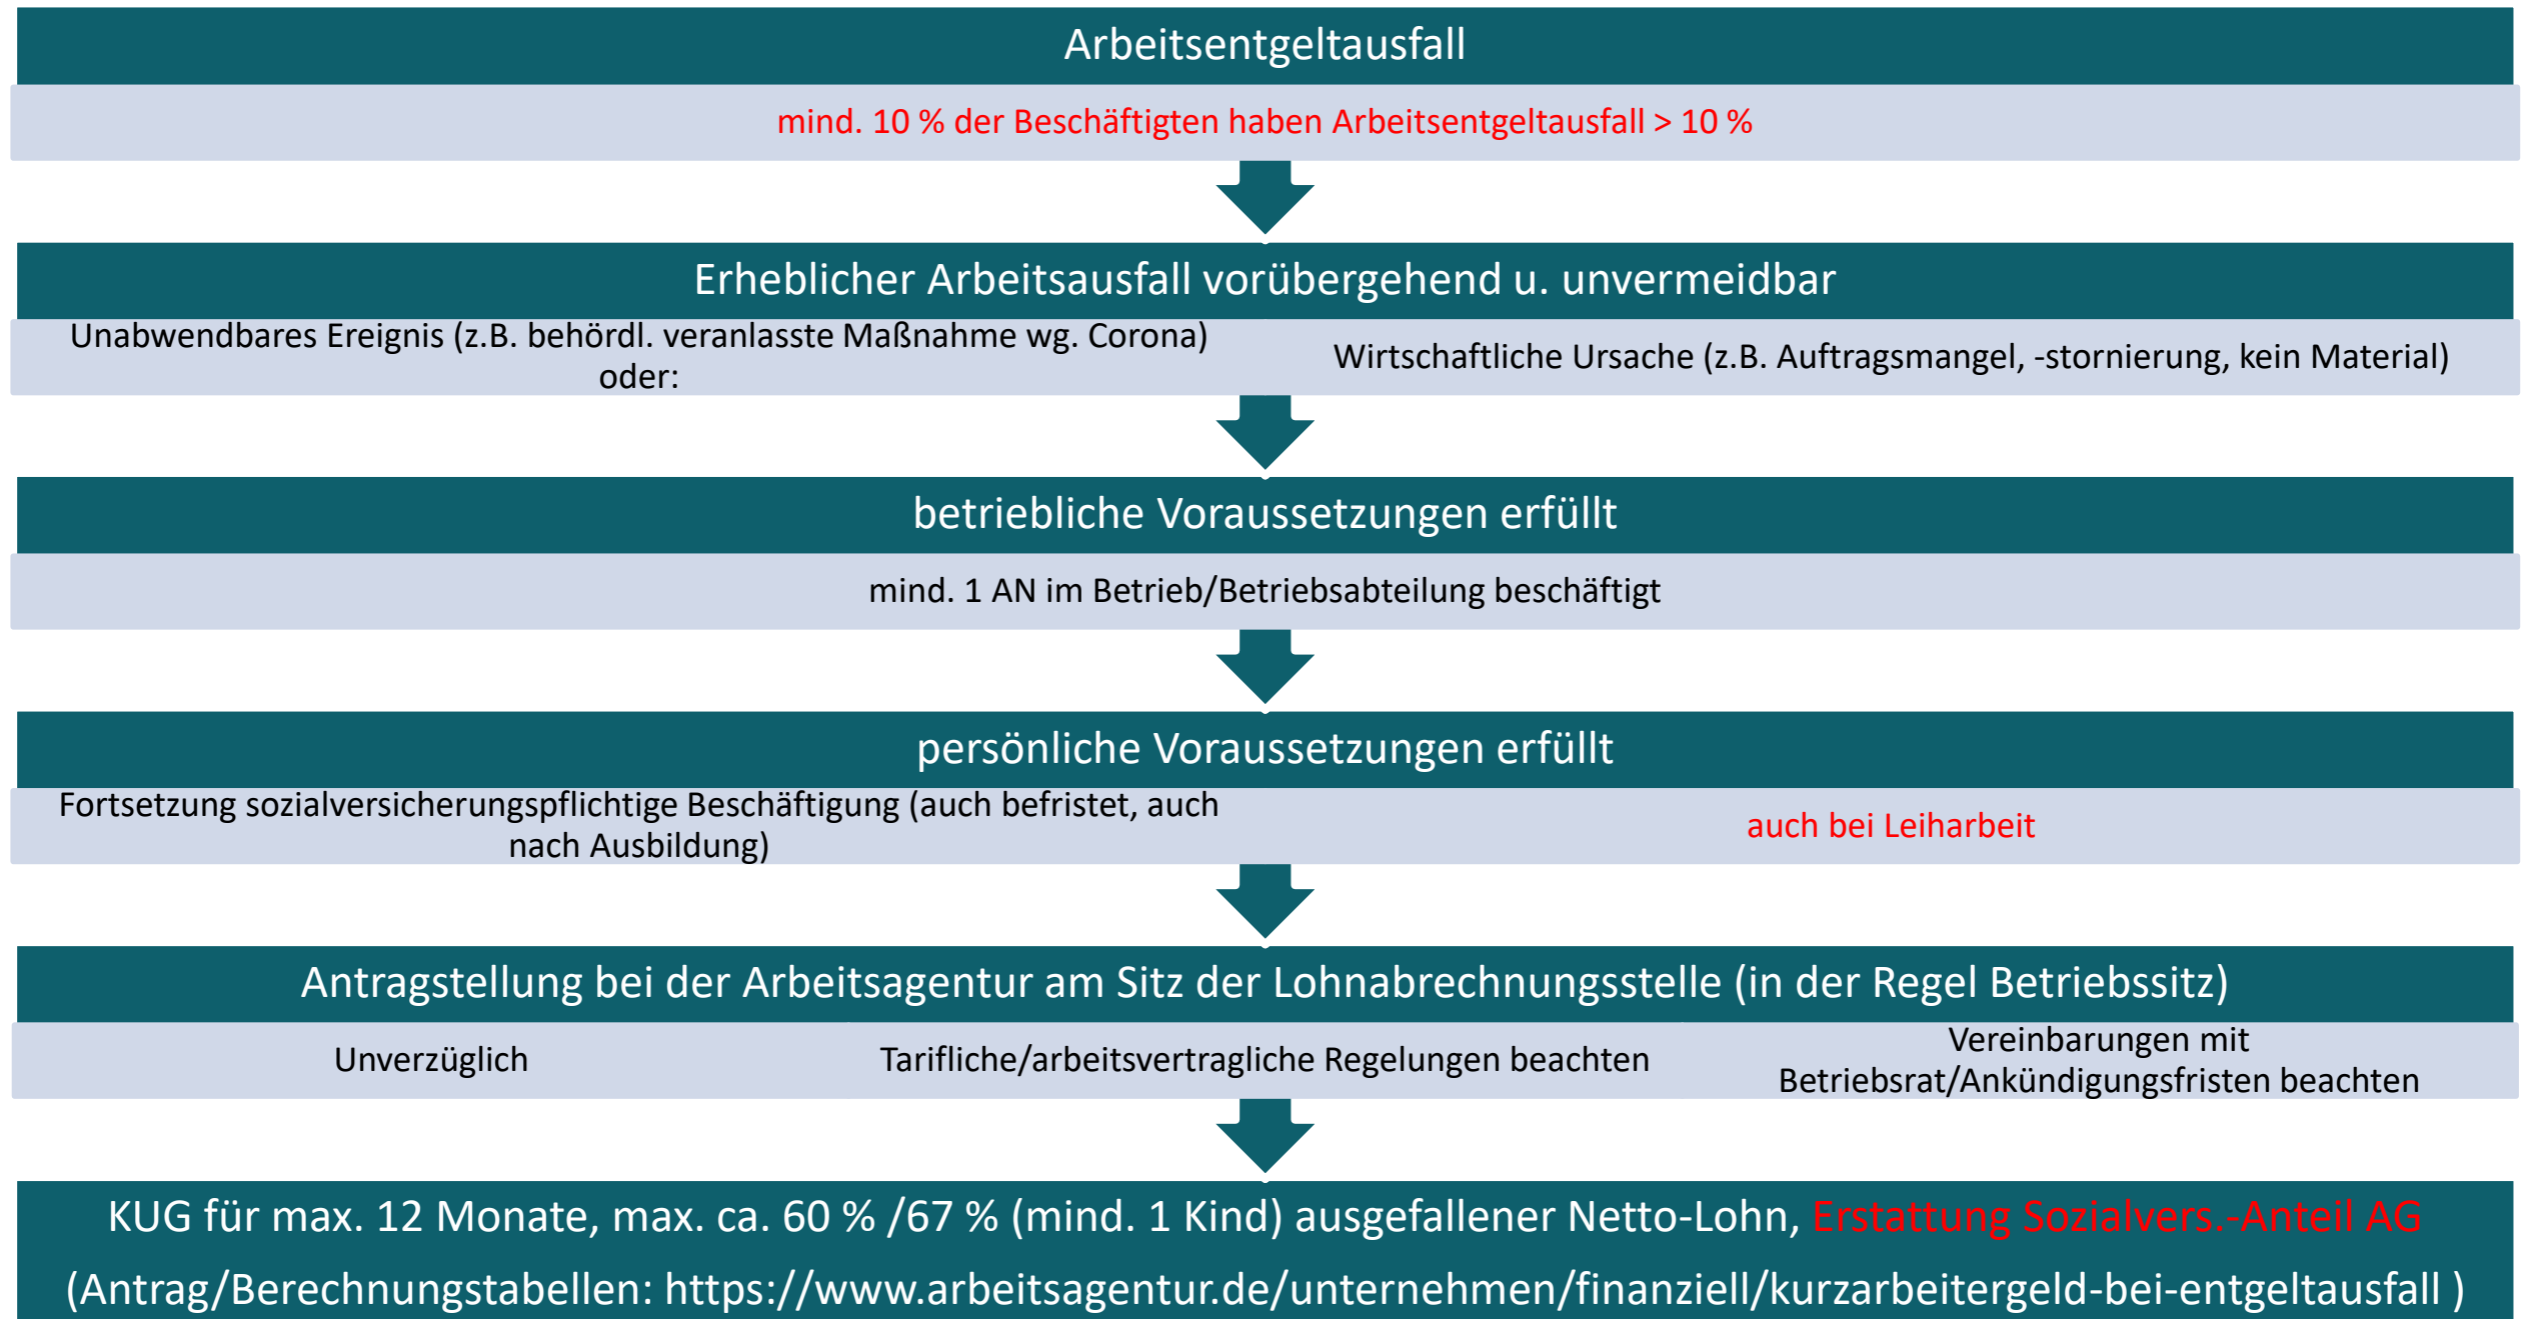 Arbeitsentgeltausfall
mind. 10 % der Beschäftigten haben Arbeitsentgeltausfall > 10 %
Erheblicher Arbeitsausfall vorübergehend u. unvermeidbar
Unabwendbares Ereignis (z.B. behördl. veranlasste Maßnahme wg. Corona)
oder:
Wirtschaftliche Ursache (z.B. Auftragsmangel, -stornierung, kein Material)
betriebliche Voraussetzungen erfüllt
mind. 1 AN im Betrieb/Betriebsabteilung beschäftigt
persönliche Voraussetzungen erfüllt
Fortsetzung sozialversicherungspflichtige Beschäftigung (auch befristet, auch
nach Ausbildung)
auch bei Leiharbeit
Antragstellung bei der Arbeitsagentur am Sitz der Lohnabrechnungsstelle (in der Regel Betriebssitz)
Unverzüglich
Tarifliche/arbeitsvertragliche Regelungen beachten
Vereinbarungen mit
Betriebsrat/Ankündigungsfristen beachten
KUG für max. 12 Monate, max. ca. 60 % /67 % (mind. 1 Kind) ausgefallener Netto-Lohn, Erstattung Sozialvers.-Anteil AG
(Antrag/Berechnungstabellen: https://www.arbeitsagentur.de/unternehmen/finanziell/kurzarbeitergeld-bei-entgeltausfall )